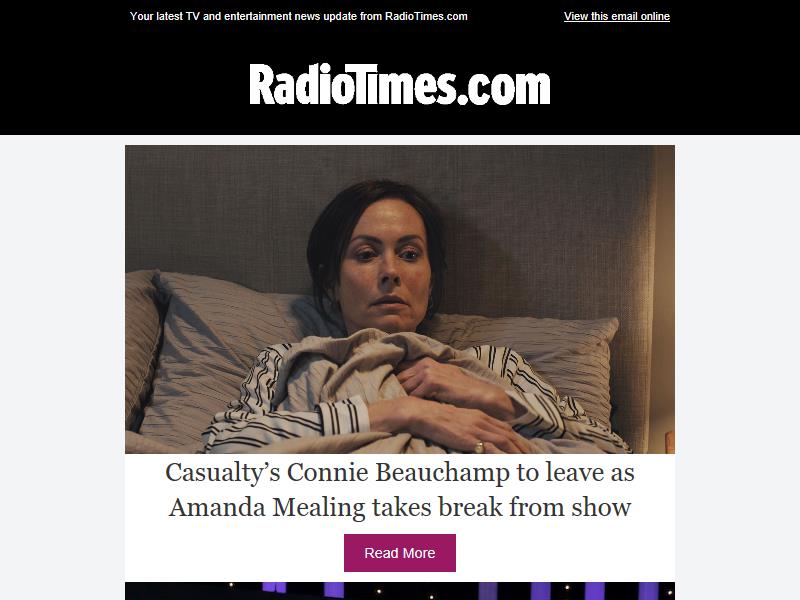 Your latest TV and entertainment news update from RadioTimes.com
View this email online
RadioTimes.com
Casualty’s Connie Beauchamp to leave as
Amanda Mealing takes break from show
Read More